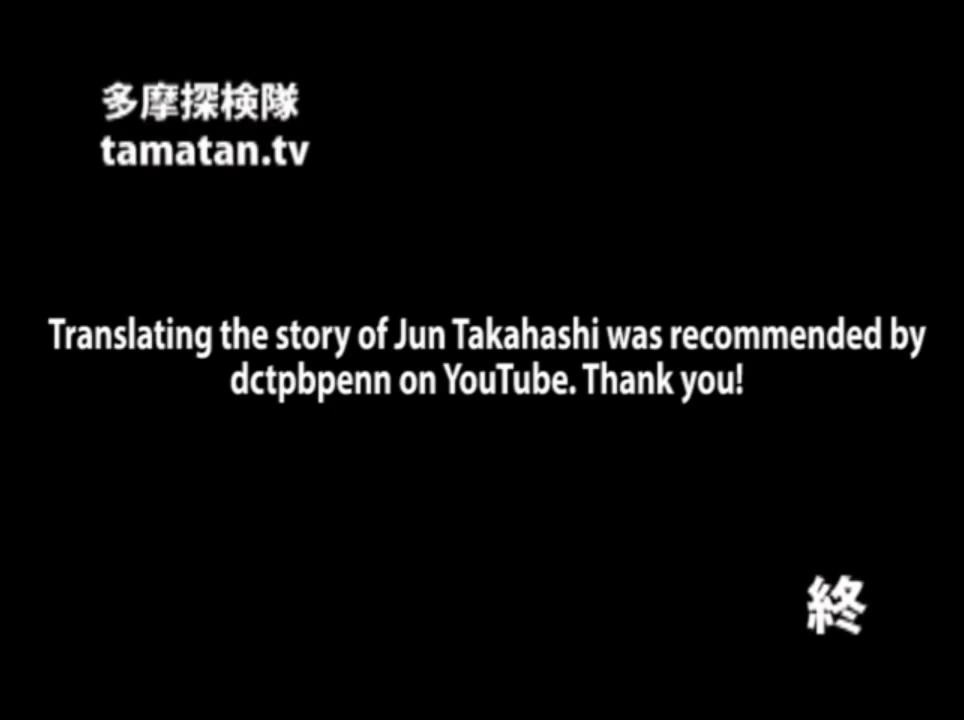 多摩探検隊
tamatan.tv
Translating the story of Jun Takahashi was recommended by
dctpbpenn on YouTube. Thank you!
終